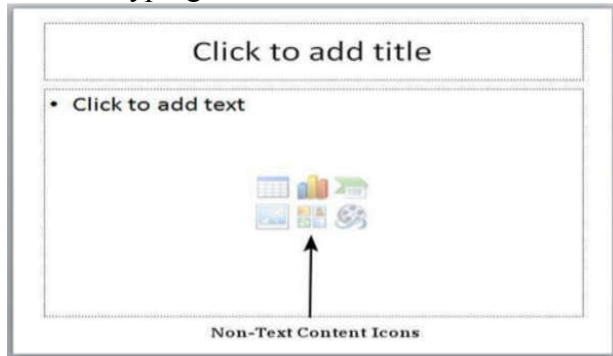 Click to add title
• Click to add text
Non-Text Content Icons